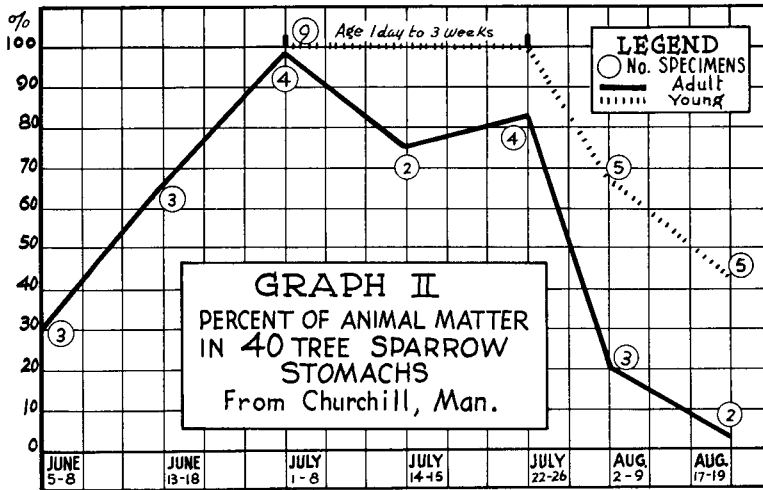 %
100
90
80
70
60
50
40
30
20
10
0
9
Age 1 day to 3 weeks
LEGEND
No. SPECIMENS
Adult
Young
4
3
3
2
4
5
5
3
2
GRAPH II
PERCENT OF ANIMAL MATTER
IN 40 TREE SPARROW
STOMACHS
From Churchill, Man.
JUNE
5-8
JUNE
13-18
JULY
1-8
JULY
14-15
JULY
22-26
AUG.
2-9
AUG.
17-19